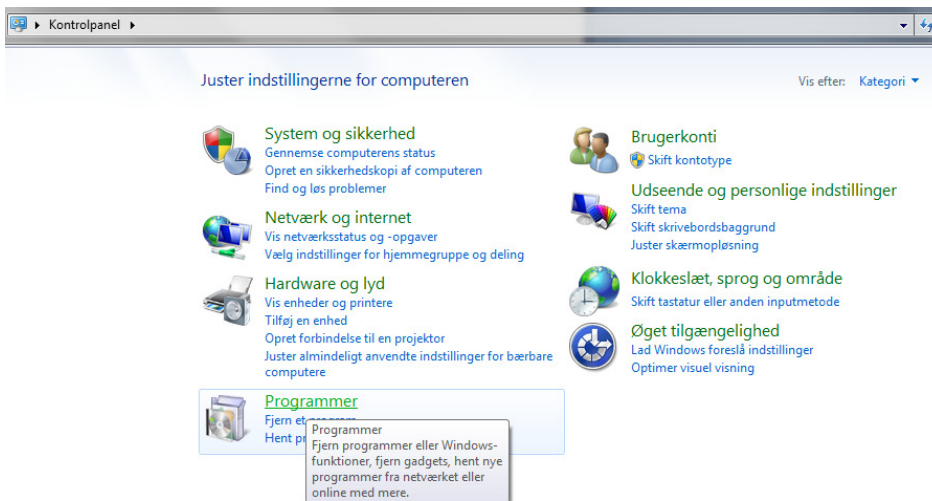 Kontrolpanel
Juster indstillingerne for computeren
Vis efter: Kategori
System og sikkerhed
Gennemse computerens status
Opret en sikkerhedskopi af computeren
Find og løs problemer
Netværk og internet
Vis netværksstatus og -opgaver
Vælg indstillinger for hjemmegruppe og deling
Hardware og lyd
Vis enheder og printere
Tilføj en enhed
Opret forbindelse til en projektor
Juster almindeligt anvendte indstillinger for bærbare
computere
Programmer
Fjern et program
Hent
Programmer
Fjern programmer eller Windows-
funktioner, fjern gadgets, hent nye
programmer fra netværket eller
online med mere.
Brugerkonti
Skift kontotype
Udseende og personlige indstillinger
Skift tema
Skift skrivebordsbaggrund
Juster skærmopløsning
Klokkeslæt, sprog og område
Skift tastatur eller anden inputmetode
Øget tilgængelighed
Lad Windows foreslå indstillinger
Optimer visuel visning